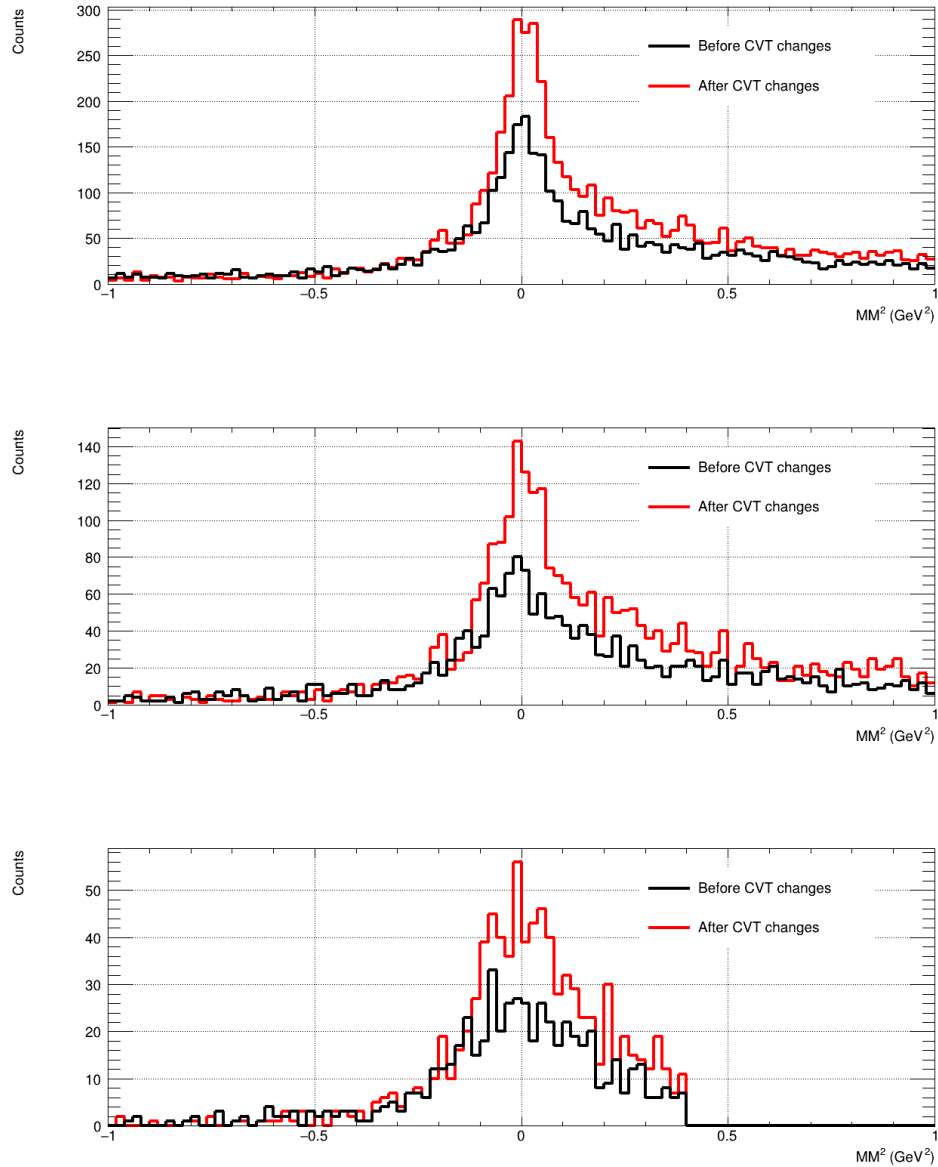 Counts
300
250
200
150
100
50
0
−1 −0.5 0 0.5 1
MM² (GeV²)
Before CVT changes
After CVT changes
Counts
140
120
100
80
60
40
20
0
−1 −0.5 0 0.5 1
MM² (GeV²)
Before CVT changes
After CVT changes
Counts
50
40
30
20
10
0
−1 −0.5 0 0.5 1
MM² (GeV²)
Before CVT changes
After CVT changes